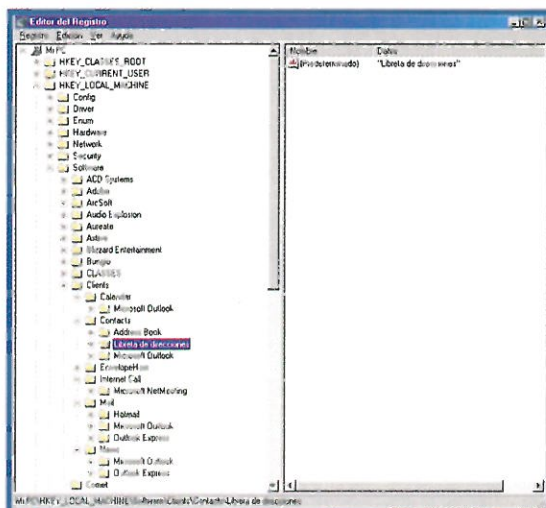 Editor del Registro
Registro Edición Ver Ayuda
Mi PC
HKEY_CLASSES_ROOT
HKEY_CURRENT_USER
HKEY_LOCAL_MACHINE
Config
Driver
Enum
Hardware
Network
Security
Software
ACD Systems
Adobe
ArcSoft
Audio Explosion
Aureate
Blizzard Entertainment
Bungie
CLASSES
Clients
Calendar
Microsoft Outlook
Contacts
Address Book
Libreta de direcciones
Microsoft Outlook
Internet Call
Microsoft NetMeeting
Mail
Hotmail
Microsoft Outlook
Outlook Express
News
Microsoft Outlook
Outlook Express
Comet
Nombre Datos
(Predeterminado) "Libreta de direcciones"
Mi PC\HKEY_LOCAL_MACHINE\Software\Clients\Contacts\Libreta de direcciones